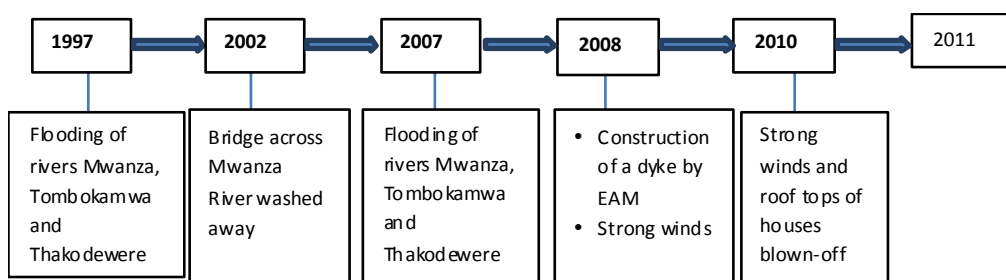 1997
2002
2007
2008
2010
2011
Flooding of
rivers Mwanza,
Tombokamwa
and
Thakodewere
Bridge across
Mwanza
River washed
away
Flooding of
rivers Mwanza,
Tombokamwa
and
Thakodewere
• Construction
of a dyke by
EAM
• Strong winds
Strong
winds and
roof tops of
houses
blown-off